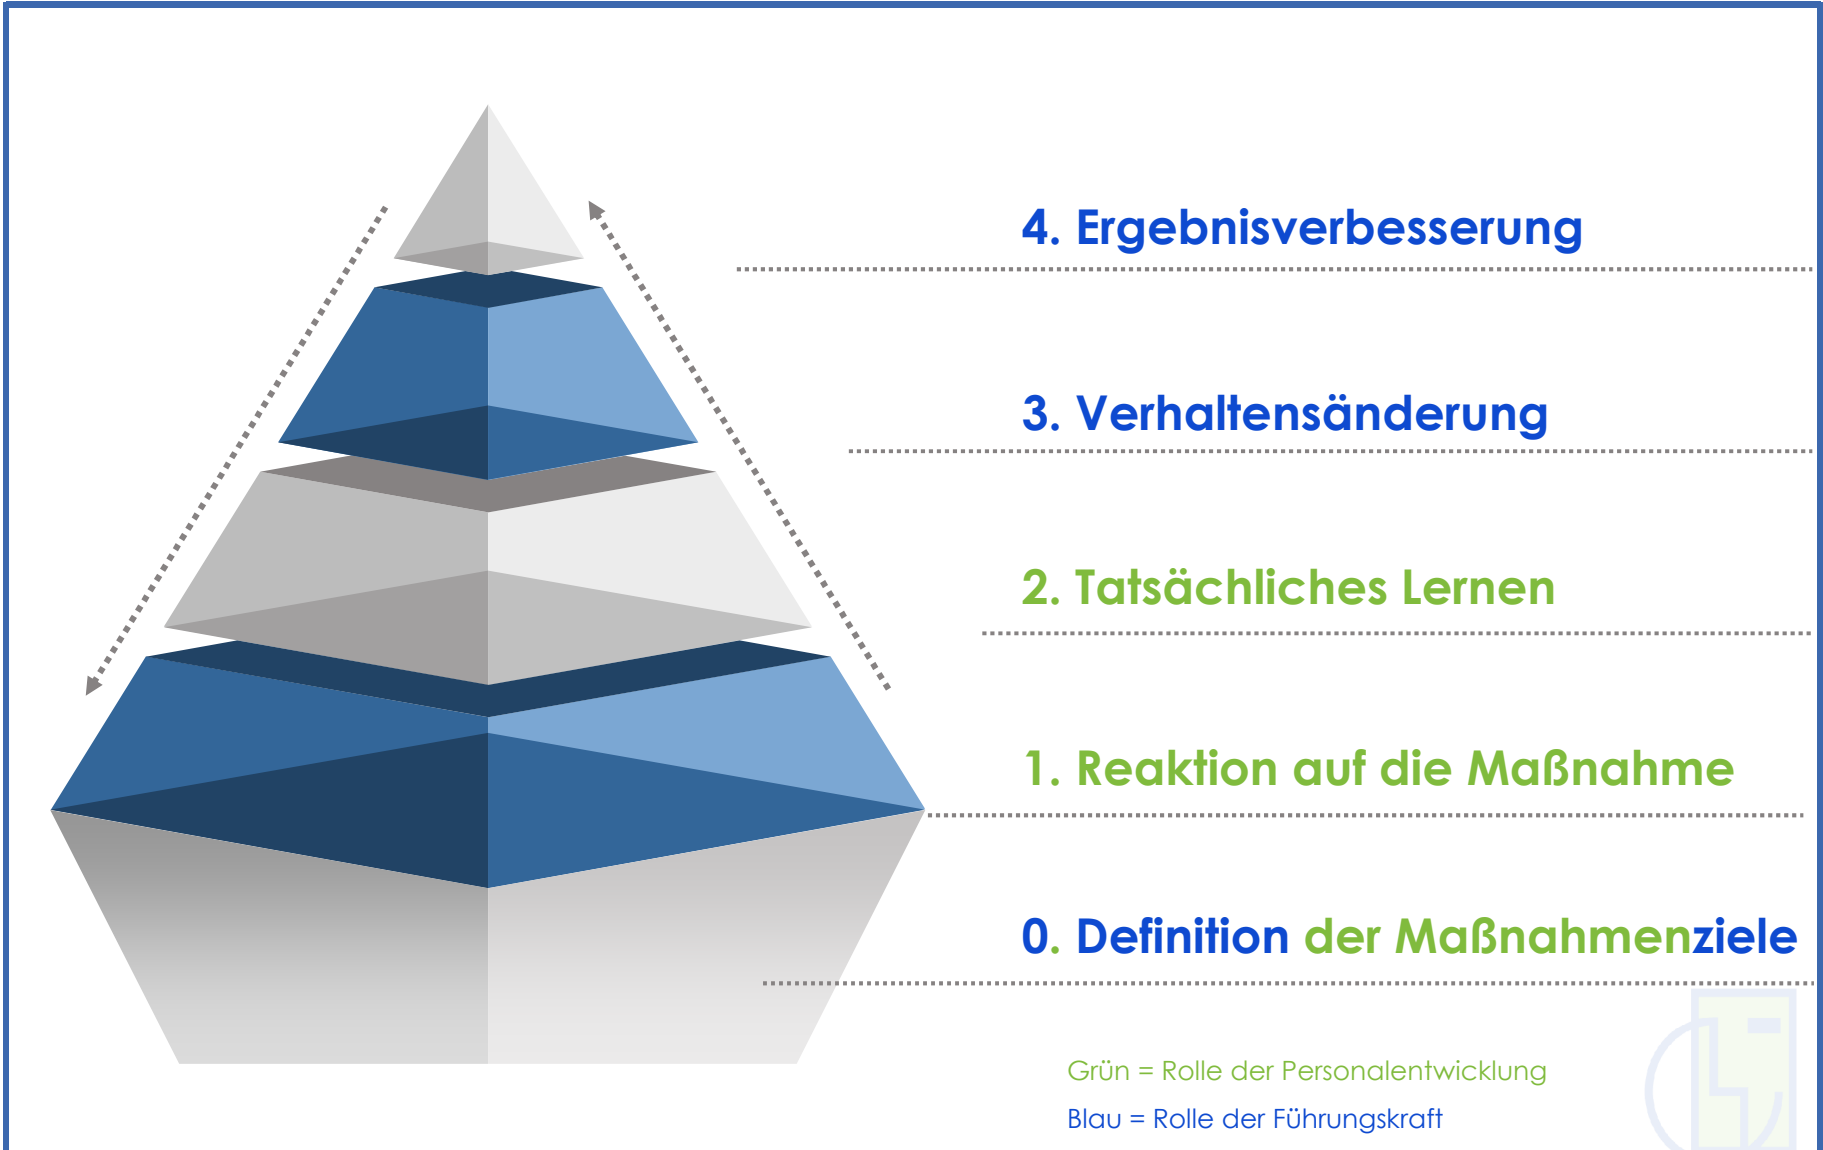 4. Ergebnisverbesserung
3. Verhaltensänderung
2. Tatsächliches Lernen
1. Reaktion auf die Maßnahme
0. Definition der Maßnahmenziele
Grün = Rolle der Personalentwicklung
Blau = Rolle der Führungskraft